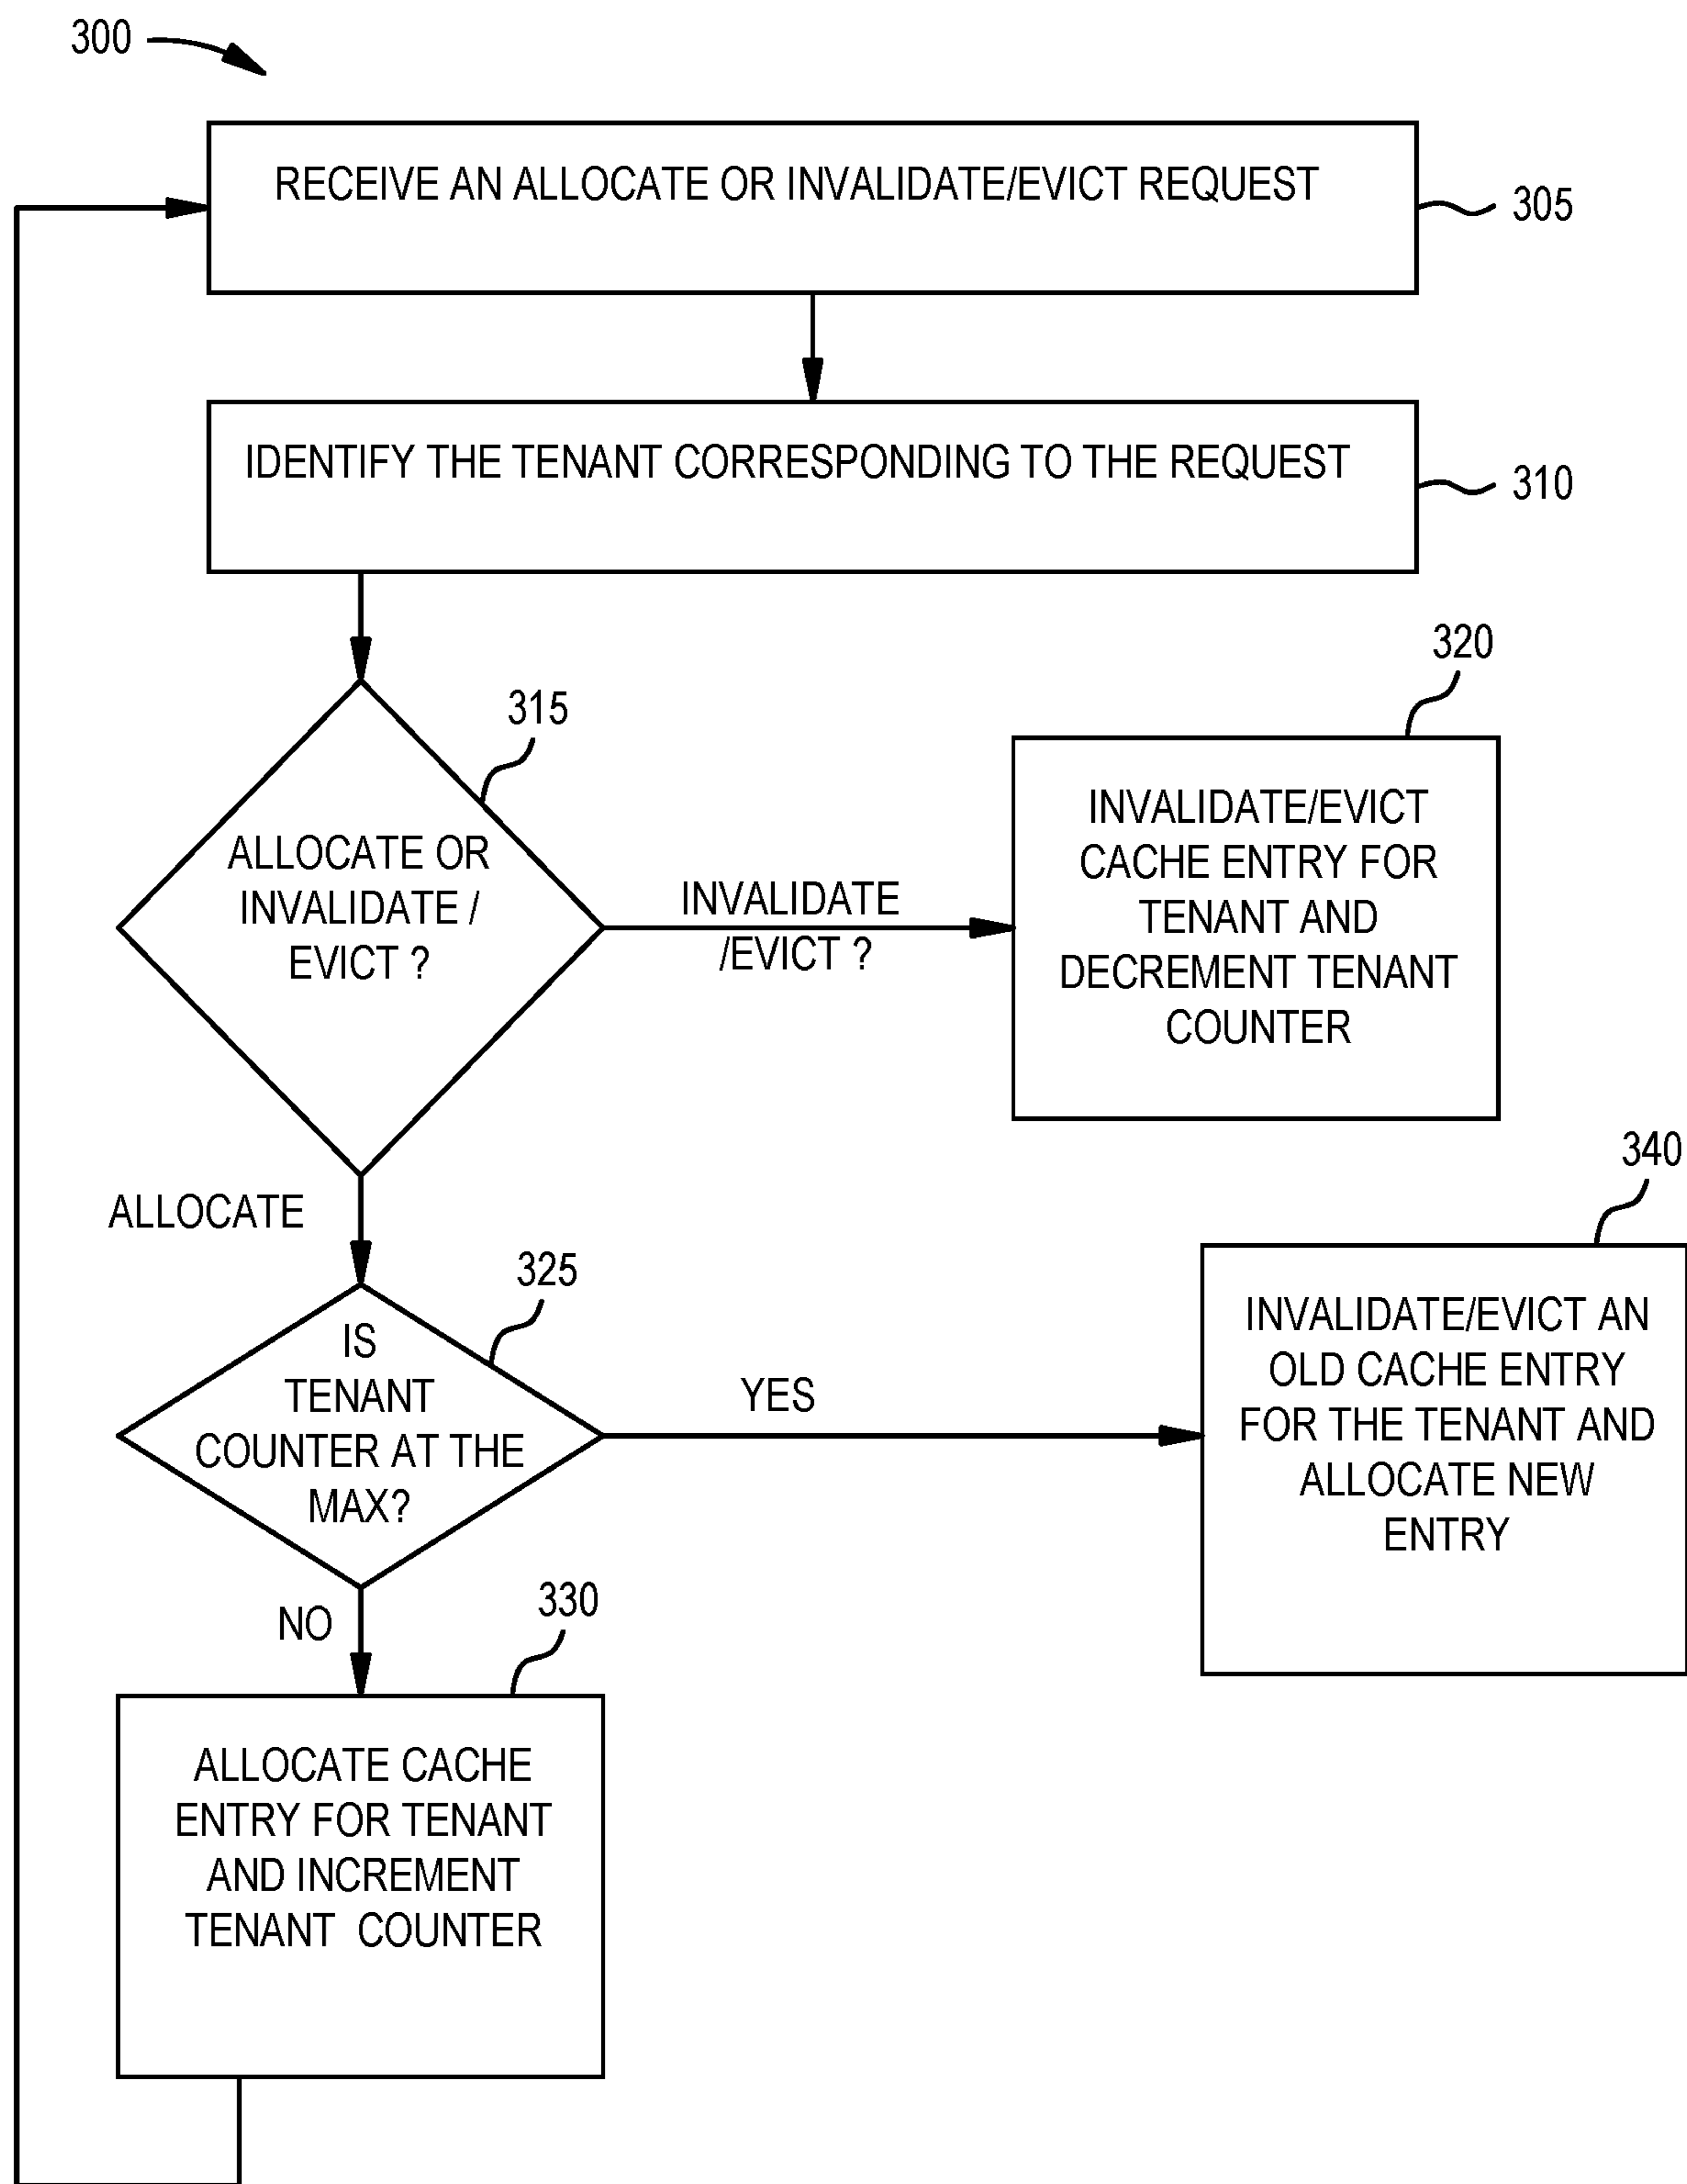 300
RECEIVE AN ALLOCATE OR INVALIDATE/EVICT REQUEST
305
IDENTIFY THE TENANT CORRESPONDING TO THE REQUEST
310
315
ALLOCATE OR
INVALIDATE /
EVICT ?
INVALIDATE
/EVICT ?
320
INVALIDATE/EVICT
CACHE ENTRY FOR
TENANT AND
DECREMENT TENANT
COUNTER
ALLOCATE
325
IS
TENANT
COUNTER AT THE
MAX?
YES
340
INVALIDATE/EVICT AN
OLD CACHE ENTRY
FOR THE TENANT AND
ALLOCATE NEW
ENTRY
NO
330
ALLOCATE CACHE
ENTRY FOR TENANT
AND INCREMENT
TENANT COUNTER